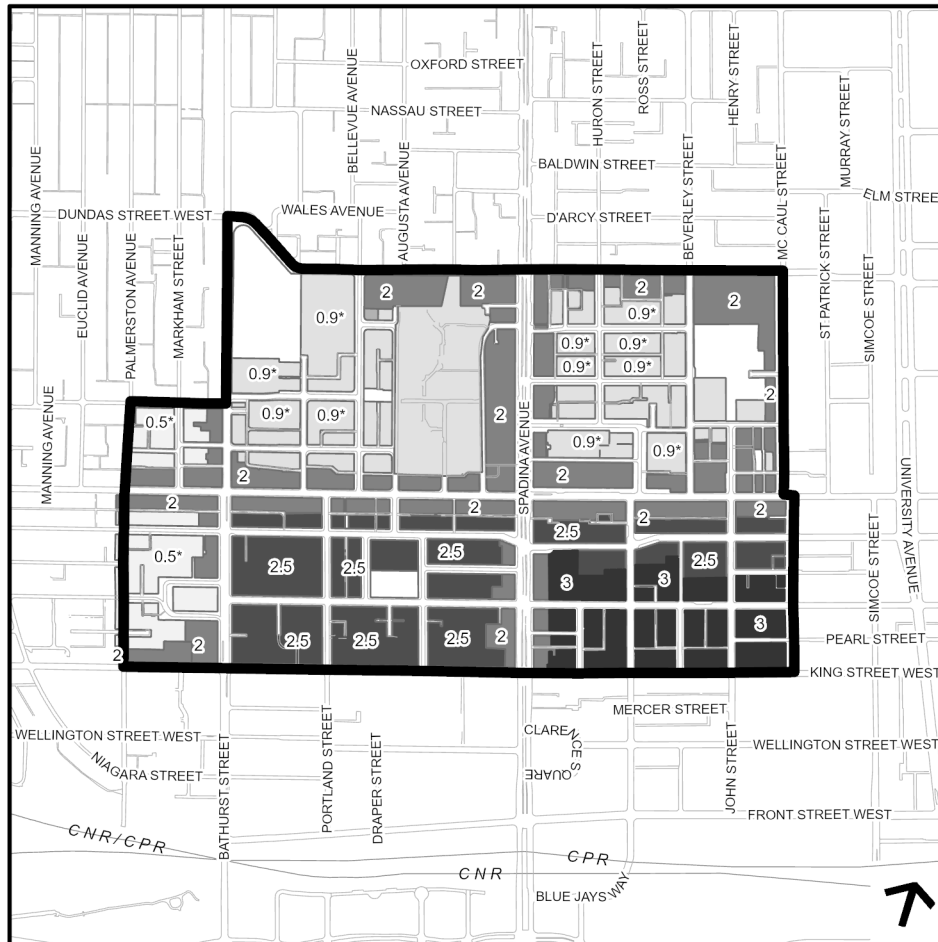 OXFORD STREET
NASSAU STREET
BELLEVUE AVENUE
AUGUSTA AVENUE
HURON STREET
ROSS STREET
HENRY STREET
BALDWIN STREET
BEVERLEY STREET
MC CAUL STREET
MURRAY STREET
ELM STREE
MANNING AVENUE
EUCLID AVENUE
PALMERSTON AVENUE
MARKHAM STREET
DUNDAS STREET WEST
WALES AVENUE
D'ARCY STREET
ST PATRICK STREET
SIMCOE STREET
2
2
2
2
0.9*
0.9*
0.9*
0.9*
0.9*
0.9*
0.9*
2
MANNING AVENUE
0.5*
0.9*
0.9*
2
SPADINA AVENUE
0.9*
0.9*
2
2
2
2
2
2
2.5
UNIVERSITY AVENUE
SIMCOE STREET
0.5*
2.5
2.5
2.5
3
3
2.5
2
2
2.5
2.5
2.5
2
3
PEARL STREET
KING STREET WEST
MERCER STREET
WELLINGTON STREET WEST
NIAGARA STREET
BATHURST STREET
PORTLAND STREET
DRAPER STREET
CLARENCE SQUARE
WELLINGTON STREET WEST
JOHN STREET
FRONT STREET WEST
CNR/CPR
CPR
CNR
BLUE JAYS WAY